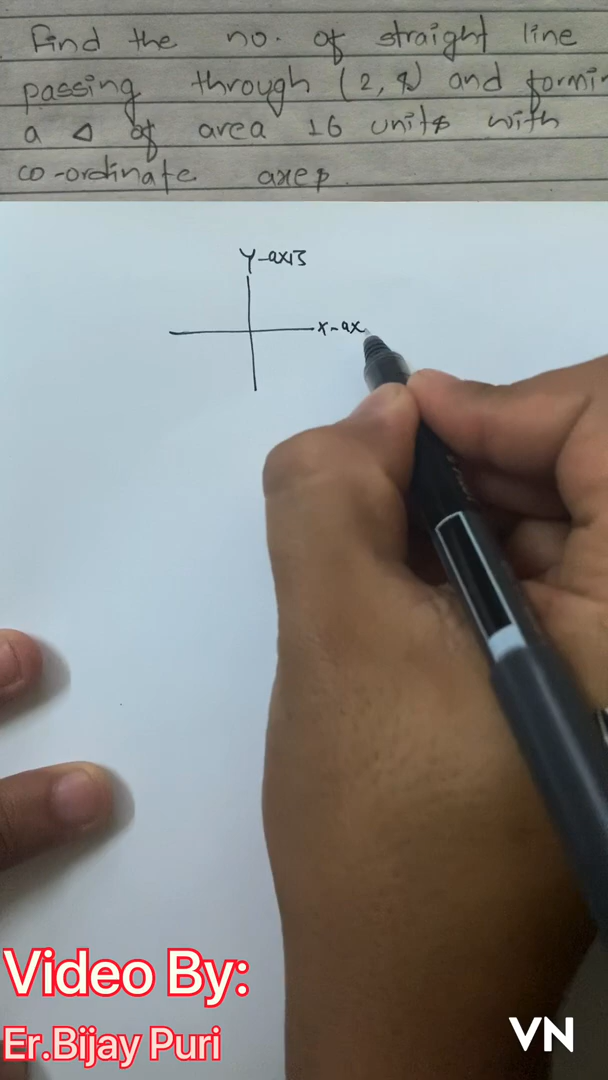 Find the no. of straight line
passing through (2, 4) and formin
a △ of area 16 units with
co-ordinate axes.
Y-axis
x-ax
Video By:
Er.Bijay Puri
VN